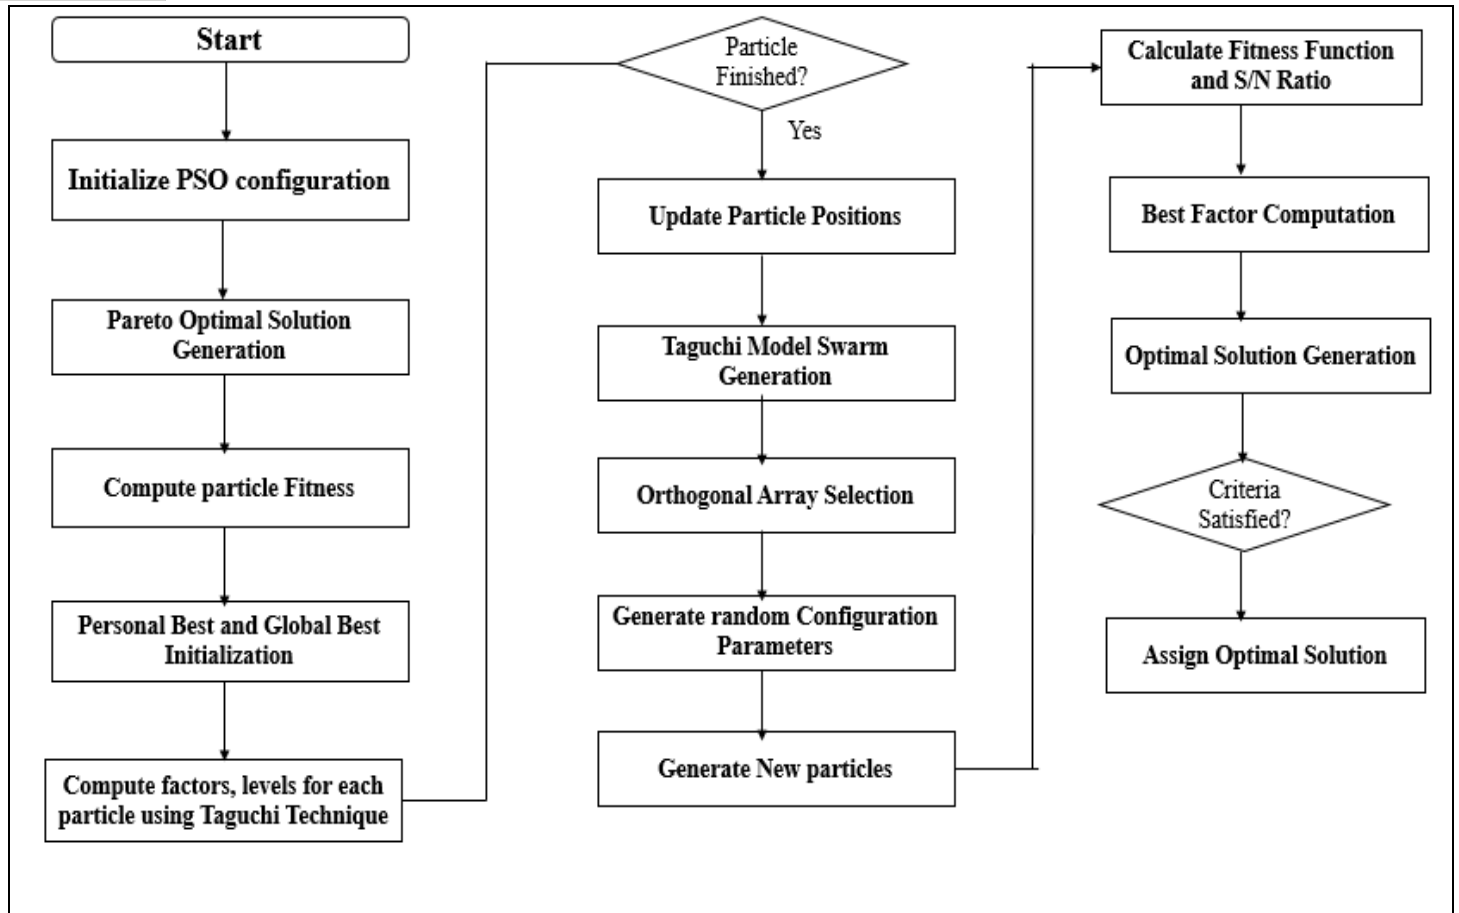 Start
Initialize PSO configuration
Pareto Optimal Solution
Generation
Compute particle Fitness
Personal Best and Global Best
Initialization
Compute factors, levels for each
particle using Taguchi Technique
Particle
Finished?
Yes
Update Particle Positions
Taguchi Model Swarm
Generation
Orthogonal Array Selection
Generate random Configuration
Parameters
Generate New particles
Calculate Fitness Function
and S/N Ratio
Best Factor Computation
Optimal Solution Generation
Criteria
Satisfied?
Assign Optimal Solution